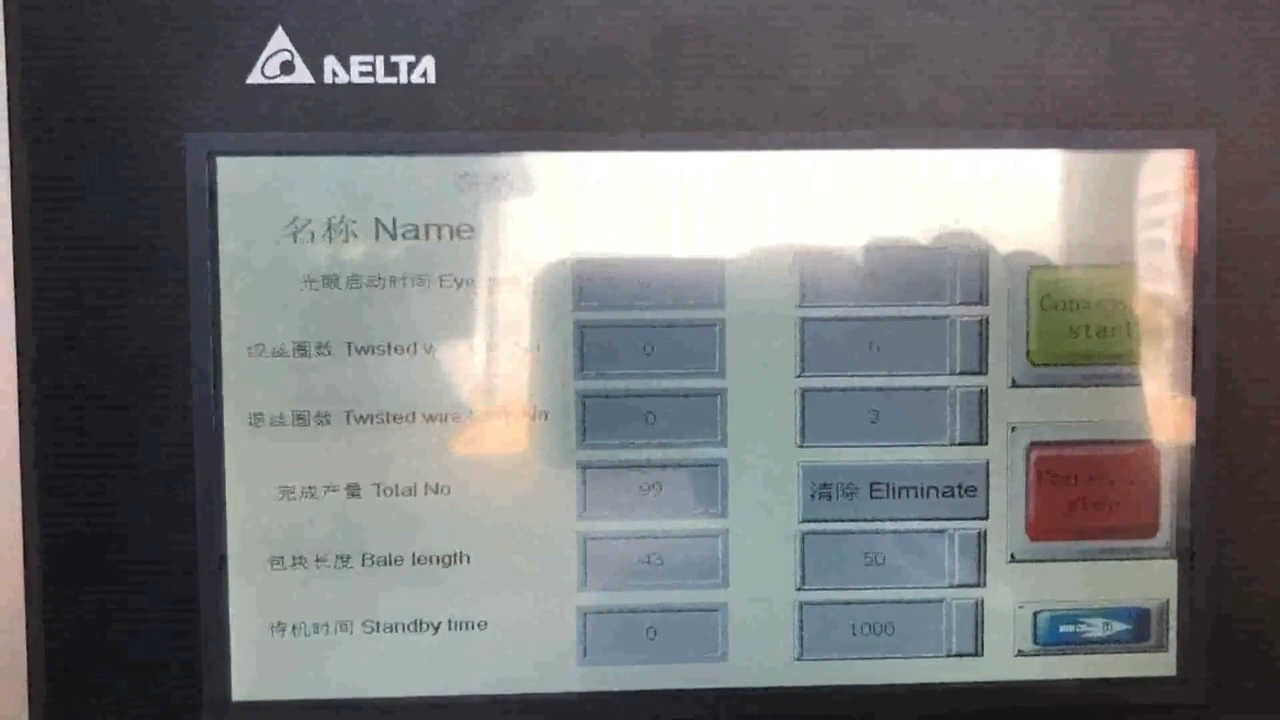 DELTA
名称 Name
光眼启动时间 Eye
圈数 Twisted
0
退丝圈数 Twisted wire
0 3
完成产量 Total No 99 清除 Eliminate
包块长度 Bale length 43 50
待机时间 Standby time 0 1000
start
stop